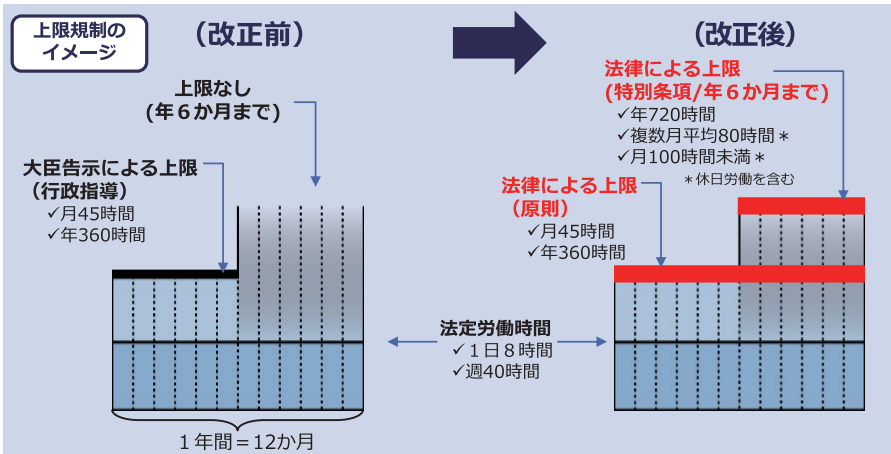 上限規制の
イメージ
（改正前）
上限なし
(年６か月まで)
大臣告示による上限
（行政指導）
✓月45時間
✓年360時間
１年間＝12か月
法定労働時間
✓１日８時間
✓週40時間
（改正後）
法律による上限
(特別条項/年６か月まで)
✓年720時間
✓複数月平均80時間＊
✓月100時間未満＊
＊休日労働を含む
法律による上限
（原則）
✓月45時間
✓年360時間